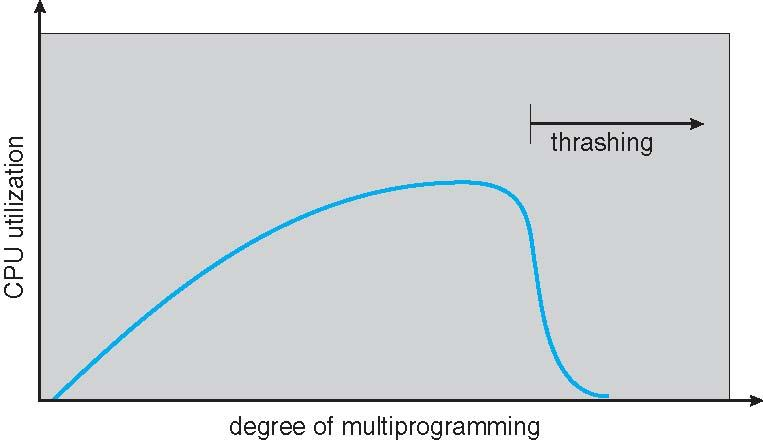 thrashing
CPU utilization
degree of multiprogramming